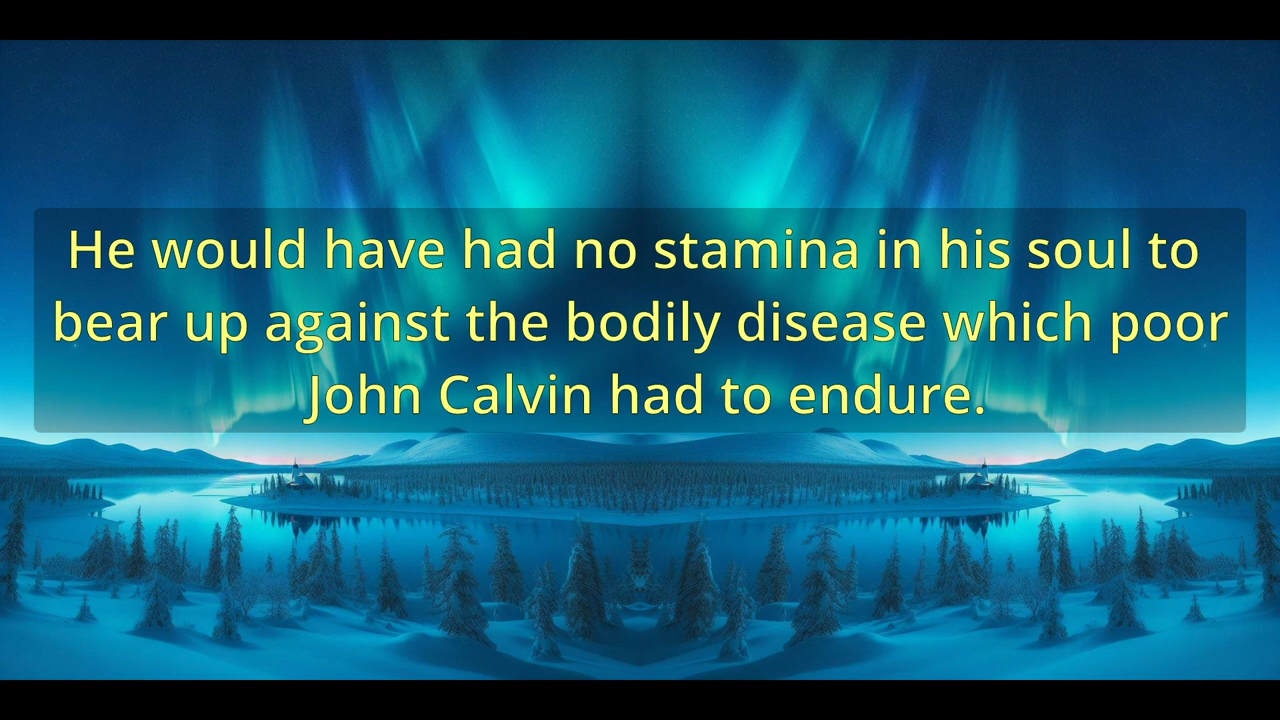 He would have had no stamina in his soul to
bear up against the bodily disease which poor
John Calvin had to endure.